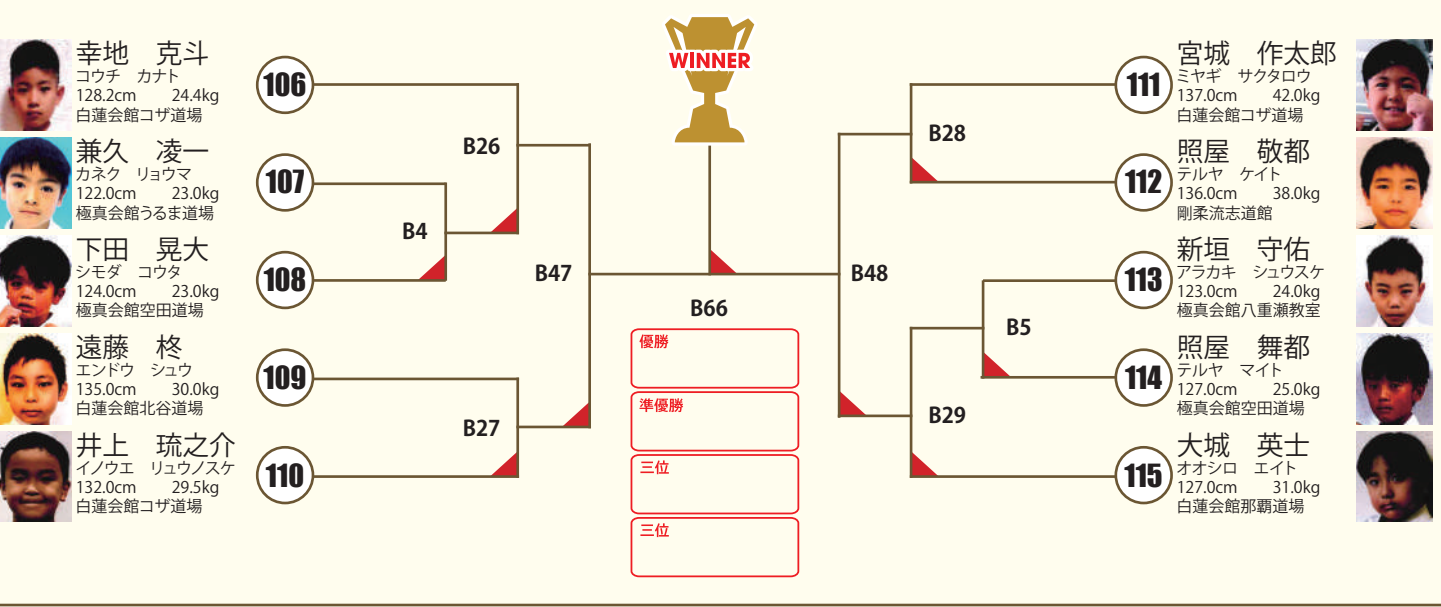 幸地　克斗
コウチ　カナト
128.2cm　24.4kg
白蓮会館コザ道場
106
兼久　凌一
カネク　リョウマ
122.0cm　23.0kg
極真会館うるま道場
107
下田　晃大
シモダ　コウタ
124.0cm　23.0kg
極真会館空田道場
108
遠藤　柊
エンドウ　シュウ
135.0cm　30.0kg
白蓮会館北谷道場
109
井上　琉之介
イノウエ　リュウノスケ
132.0cm　29.5kg
白蓮会館コザ道場
110
B26
B4
B47
B27
WINNER
B66
優勝
準優勝
三位
三位
B28
B48
B5
B29
111
宮城　作太郎
ミヤギ　サクタロウ
137.0cm　42.0kg
白蓮会館コザ道場
112
照屋　敬都
テルヤ　ケイト
136.0cm　38.0kg
剛柔流志道館
113
新垣　守佑
アラカキ　シュウスケ
123.0cm　24.0kg
極真会館八重瀬教室
114
照屋　舞都
テルヤ　マイト
127.0cm　25.0kg
極真会館空田道場
115
大城　英士
オオシロ　エイト
127.0cm　31.0kg
白蓮会館那覇道場